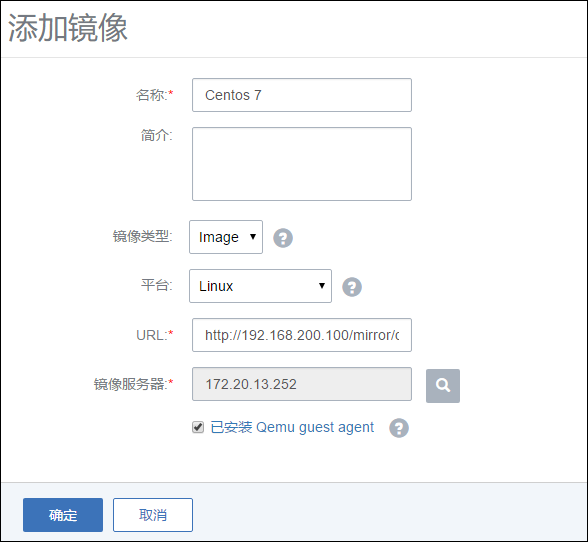 添加镜像
名称:* Centos 7
简介:
镜像类型: Image ?
平台: Linux ?
URL:* http://192.168.200.100/mirror/
镜像服务器:* 172.20.13.252
已安装 Qemu guest agent ?
确定 取消